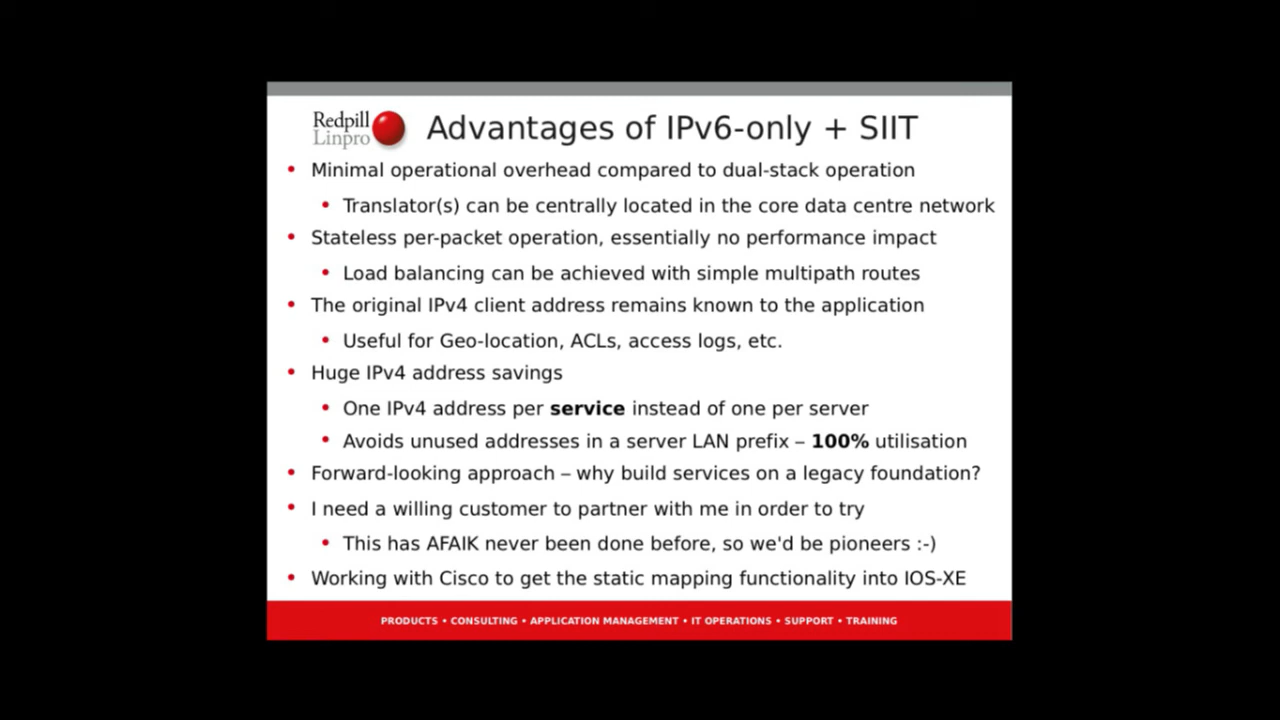 Redpill
Linpro
Advantages of IPv6-only + SIIT
• Minimal operational overhead compared to dual-stack operation
• Translator(s) can be centrally located in the core data centre network
• Stateless per-packet operation, essentially no performance impact
• Load balancing can be achieved with simple multipath routes
• The original IPv4 client address remains known to the application
• Useful for Geo-location, ACLs, access logs, etc.
• Huge IPv4 address savings
• One IPv4 address per service instead of one per server
• Avoids unused addresses in a server LAN prefix – 100% utilisation
• Forward-looking approach – why build services on a legacy foundation?
• I need a willing customer to partner with me in order to try
• This has AFAIK never been done before, so we'd be pioneers :-)
• Working with Cisco to get the static mapping functionality into IOS-XE
PRODUCTS • CONSULTING • APPLICATION MANAGEMENT • IT OPERATIONS • SUPPORT • TRAINING